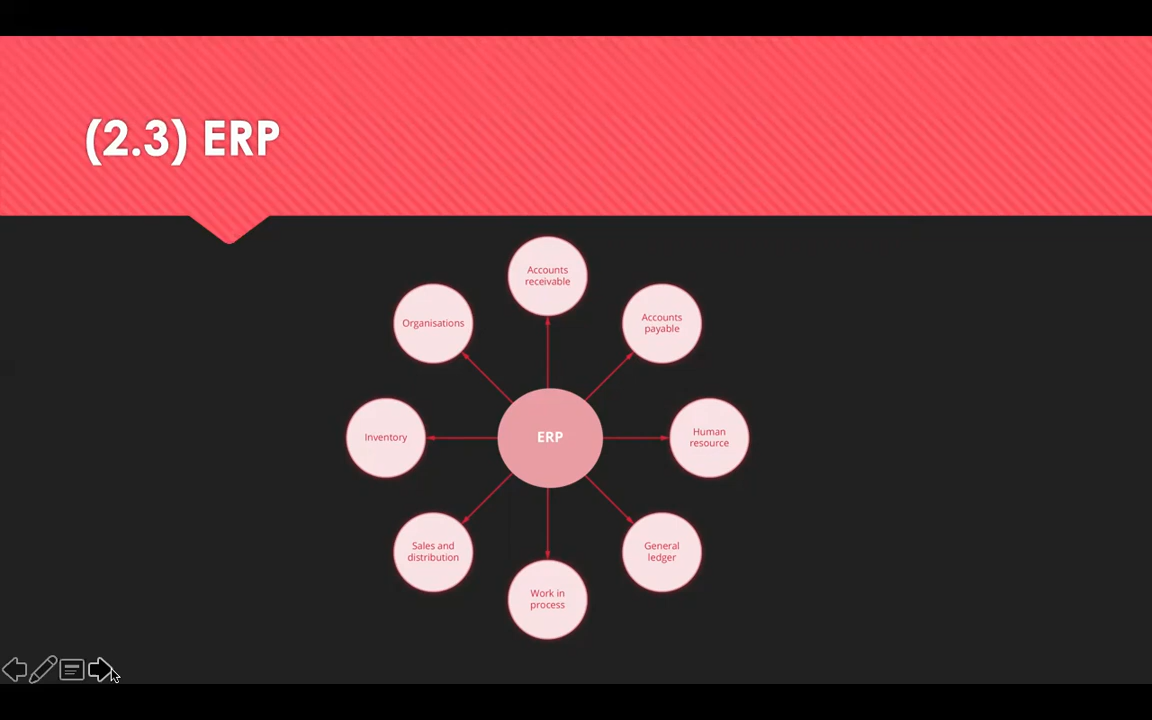 (2.3) ERP
Accounts
receivable
Organisations
Accounts
payable
Inventory
ERP
Human
resource
Sales and
distribution
General
ledger
Work in
process